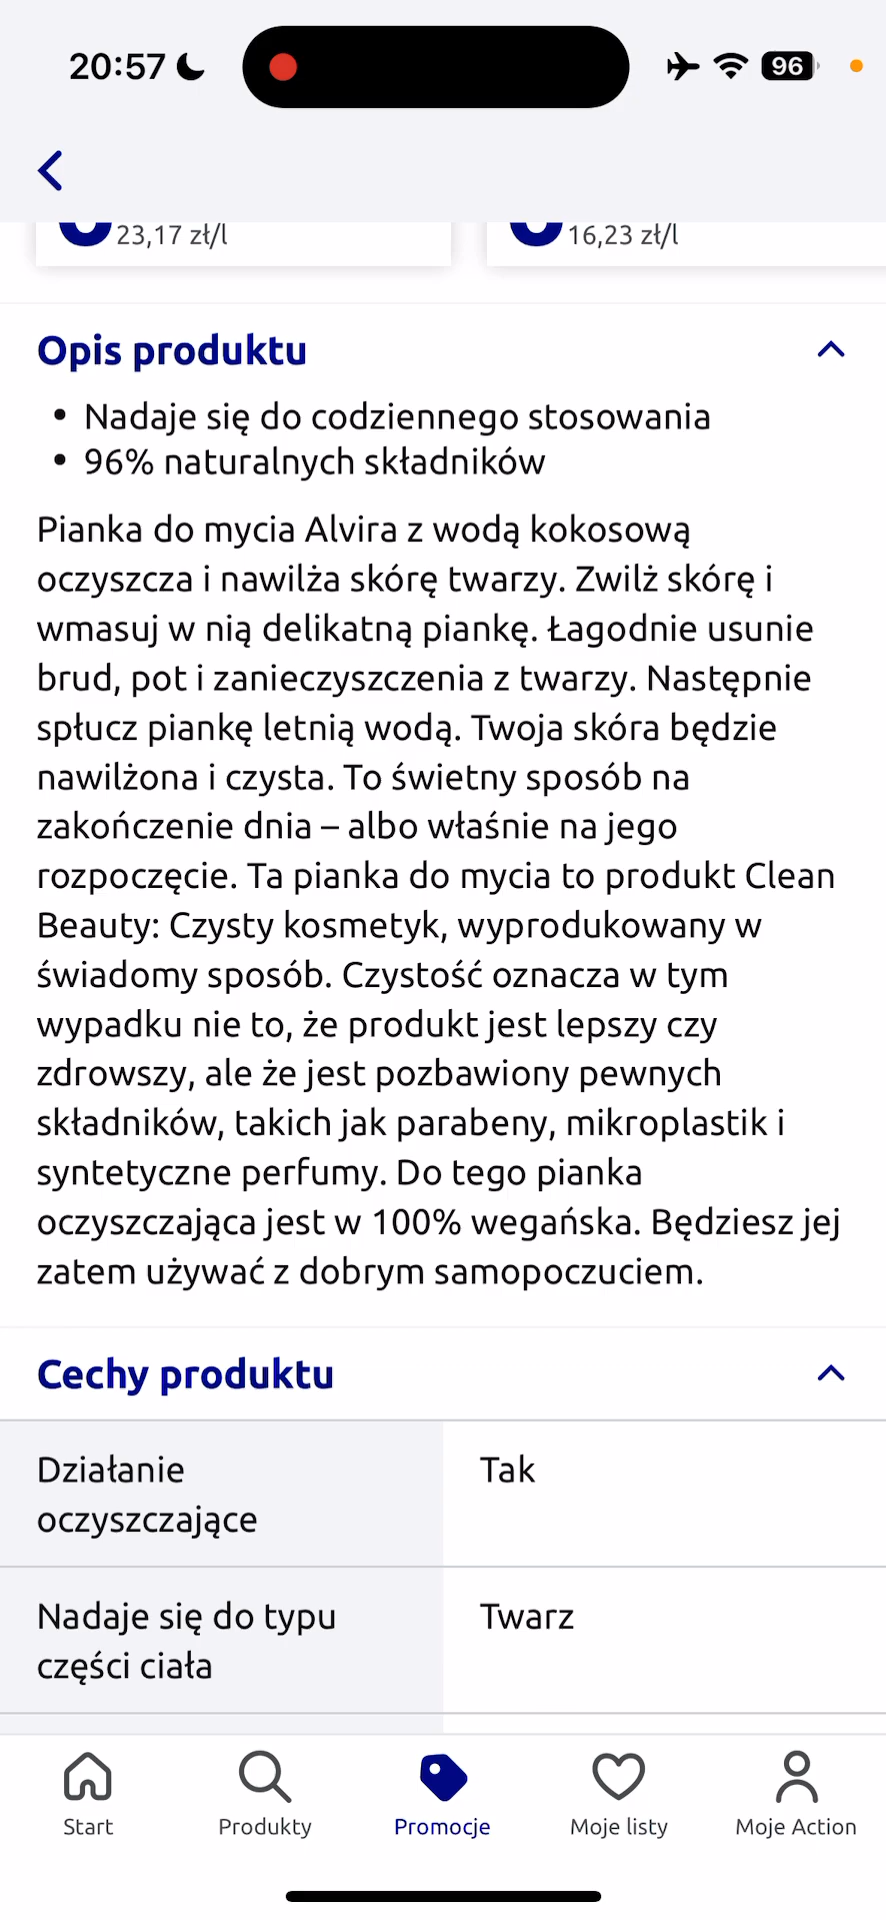 20:57
96
23,17 zł/l
16,23 zł/l
Opis produktu
• Nadaje się do codziennego stosowania
• 96% naturalnych składników
Pianka do mycia Alvira z wodą kokosową
oczyszcza i nawilża skórę twarzy. Zwilż skórę i
wmasuj w nią delikatną piankę. Łagodnie usunie
brud, pot i zanieczyszczenia z twarzy. Następnie
spłucz piankę letnią wodą. Twoja skóra będzie
nawilżona i czysta. To świetny sposób na
zakończenie dnia – albo właśnie na jego
rozpoczęcie. Ta pianka do mycia to produkt Clean
Beauty: Czysty kosmetyk, wyprodukowany w
świadomy sposób. Czystość oznacza w tym
wypadku nie to, że produkt jest lepszy czy
zdrowszy, ale że jest pozbawiony pewnych
składników, takich jak parabeny, mikroplastik i
syntetyczne perfumy. Do tego pianka
oczyszczająca jest w 100% wegańska. Będziesz jej
zatem używać z dobrym samopoczuciem.
Cechy produktu
Działanie
oczyszczające
Tak
Nadaje się do typu
części ciała
Twarz
Start
Produkty
Promocje
Moje listy
Moje Action